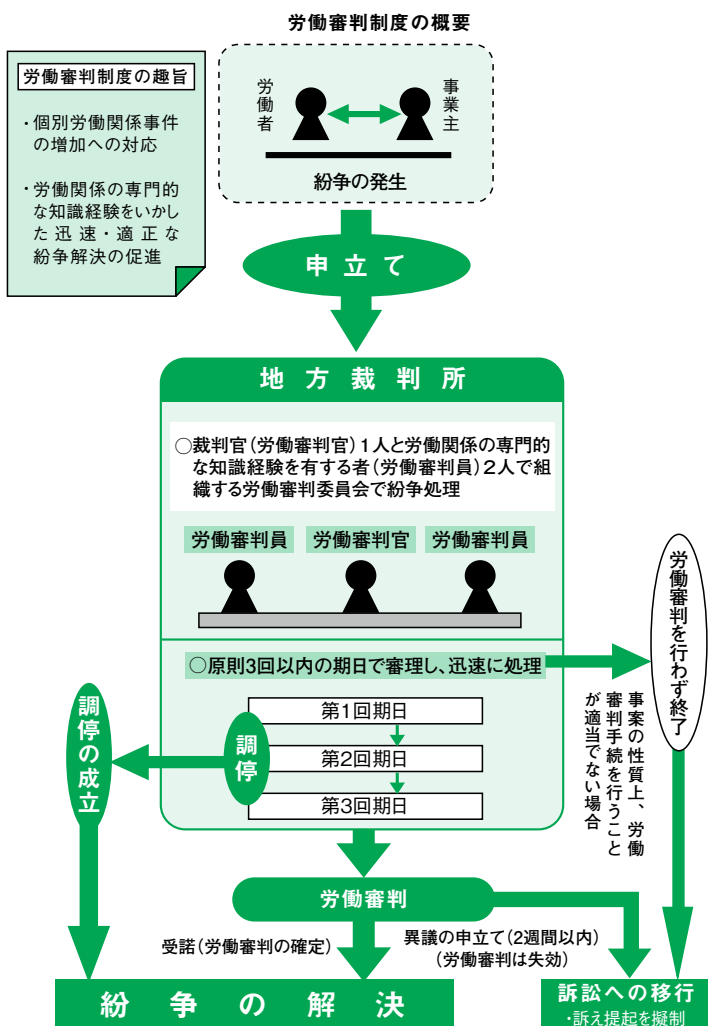 労働審判制度の概要
労働審判制度の趣旨
・個別労働関係事件
の増加への対応
・労働関係の専門的
な知識経験をいかし
た迅速・適正な
紛争解決の促進
労働者
事業主
紛争の発生
申立て
地方裁判所
○裁判官(労働審判官)1人と労働関係の専門的
な知識経験を有する者(労働審判員)2人で組
織する労働審判委員会で紛争処理
労働審判員
労働審判官
労働審判員
○原則3回以内の期日で審理し、迅速に処理
第1回期日
第2回期日
第3回期日
調停
調停の成立
労働審判を行わず終了
事案の性質上、労働
審判手続を行うこと
が適当でない場合
労働審判
受諾(労働審判の確定)
異議の申立て(2週間以内)
(労働審判は失効)
紛争の解決
訴訟への移行
・訴え提起を擬制